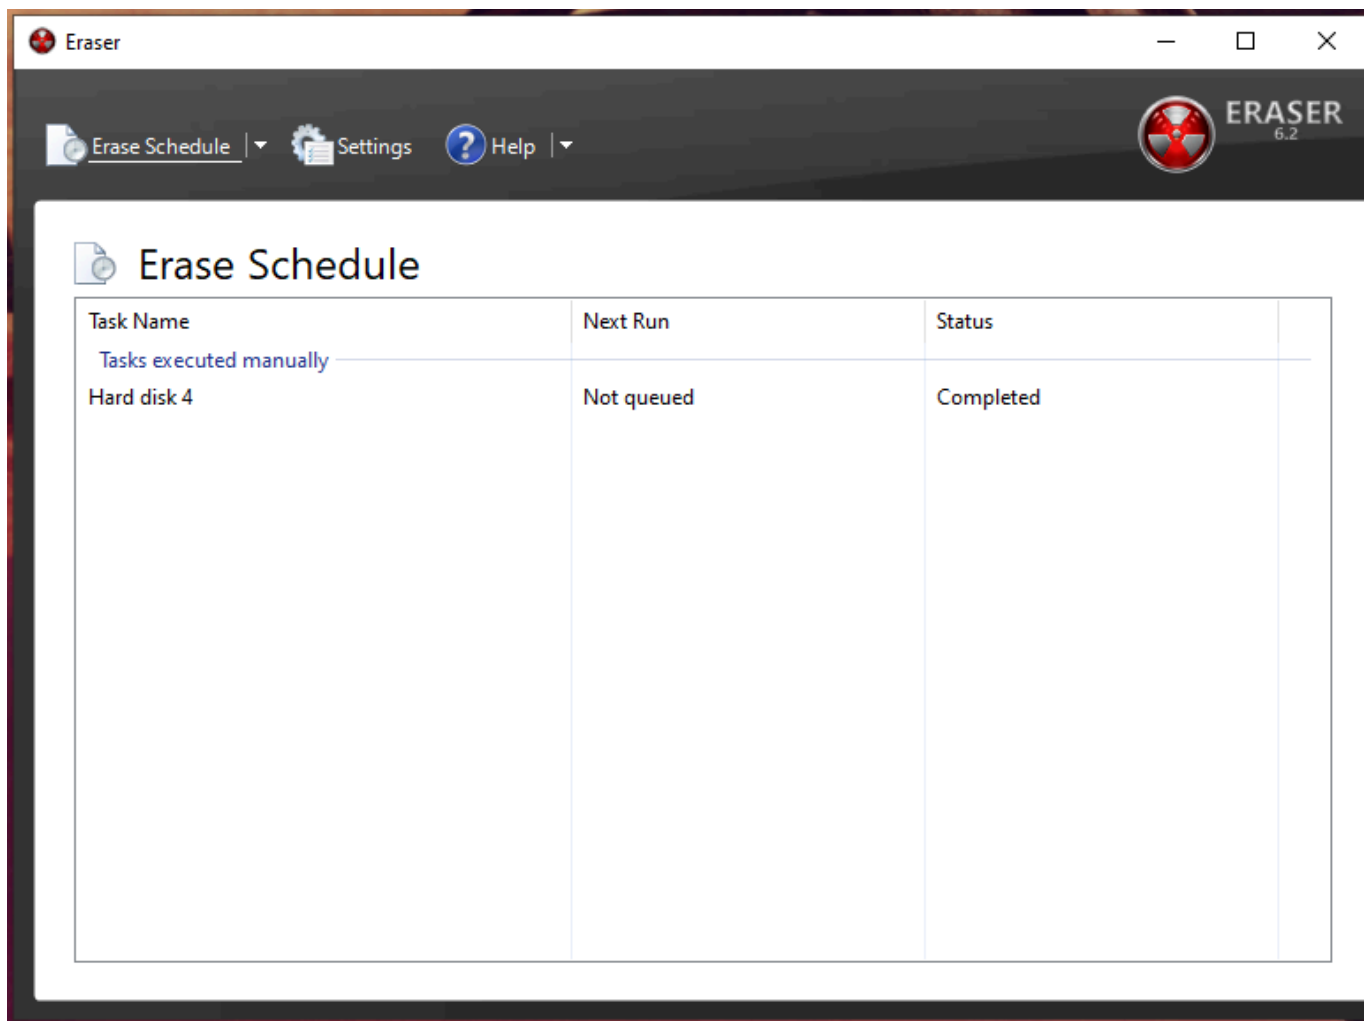 Eraser
Erase Schedule Settings ? Help
ERASER
6.2
Erase Schedule
Task Name Next Run Status
Tasks executed manually
Hard disk 4 Not queued Completed